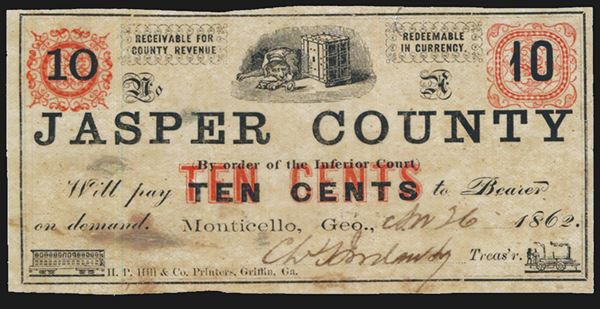 10
RECEIVABLE FOR
COUNTY REVENUE
REDEEMABLE
IN CURRENCY.
10
No
A
JASPER COUNTY
By order of the Inferior Court
TEN CENTS
Will pay TEN CENTS to Bearer
on demand. Monticello, Geo., 26 1862.
Treas'r.
H. P. Hill & Co. Printers, Griffin, Ga.